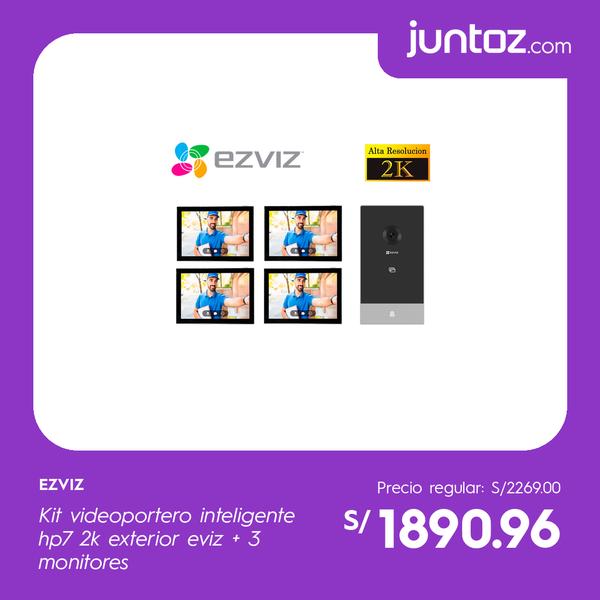 juntoz.com
ezviz
Alta Resolucion
2K
EZVIZ
EZVIZ
Kit videoportero inteligente
hp7 2k exterior eviz + 3
monitores
Precio regular: S/2269.00
S/ 1890.96